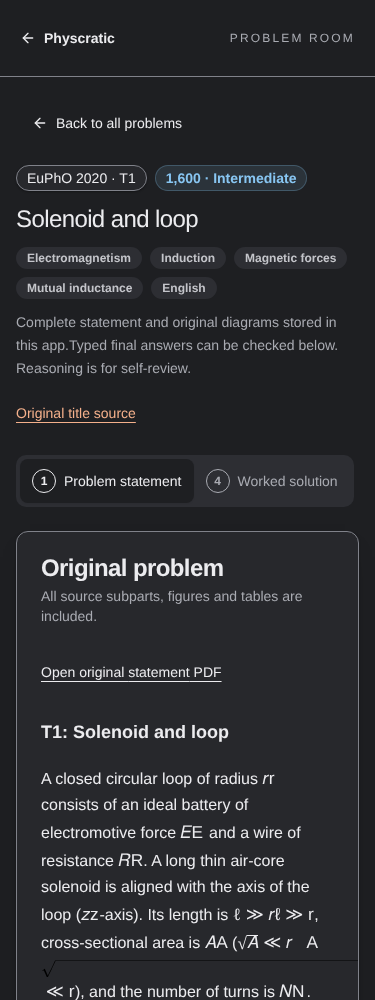 Physcratic
PROBLEM ROOM
Back to all problems
EuPhO 2020 · T1
1,600 · Intermediate
Solenoid and loop
Electromagnetism
Induction
Magnetic forces
Mutual inductance
English
Complete statement and original diagrams stored in
this app.Typed final answers can be checked below.
Reasoning is for self-review.
Original title source
1 Problem statement
4 Worked solution
Original problem
All source subparts, figures and tables are
included.
Open original statement PDF
T1: Solenoid and loop
A closed circular loop of radius rr
consists of an ideal battery of
electromotive force EE and a wire of
resistance RR. A long thin air-core
solenoid is aligned with the axis of the
loop (zz-axis). Its length is ℓ ≫ rℓ ≫ r,
cross-sectional area is AA (√A ≪ r A
√
≪ r), and the number of turns is NN.